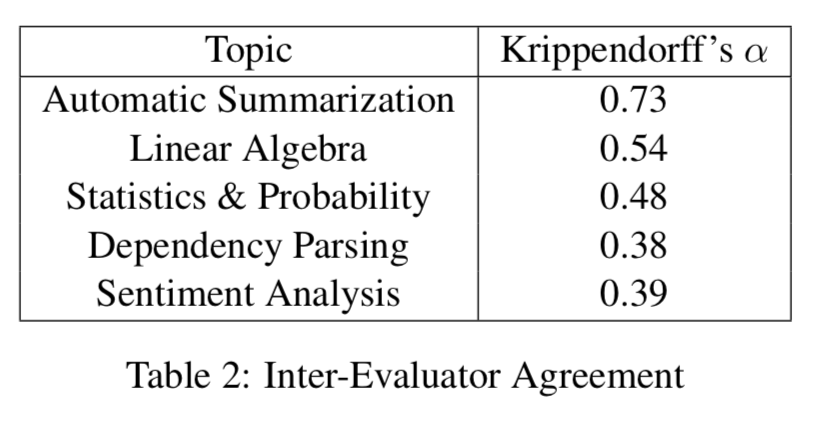 Topic Krippendorff's α
Automatic Summarization 0.73
Linear Algebra 0.54
Statistics & Probability 0.48
Dependency Parsing 0.38
Sentiment Analysis 0.39
Table 2: Inter-Evaluator Agreement